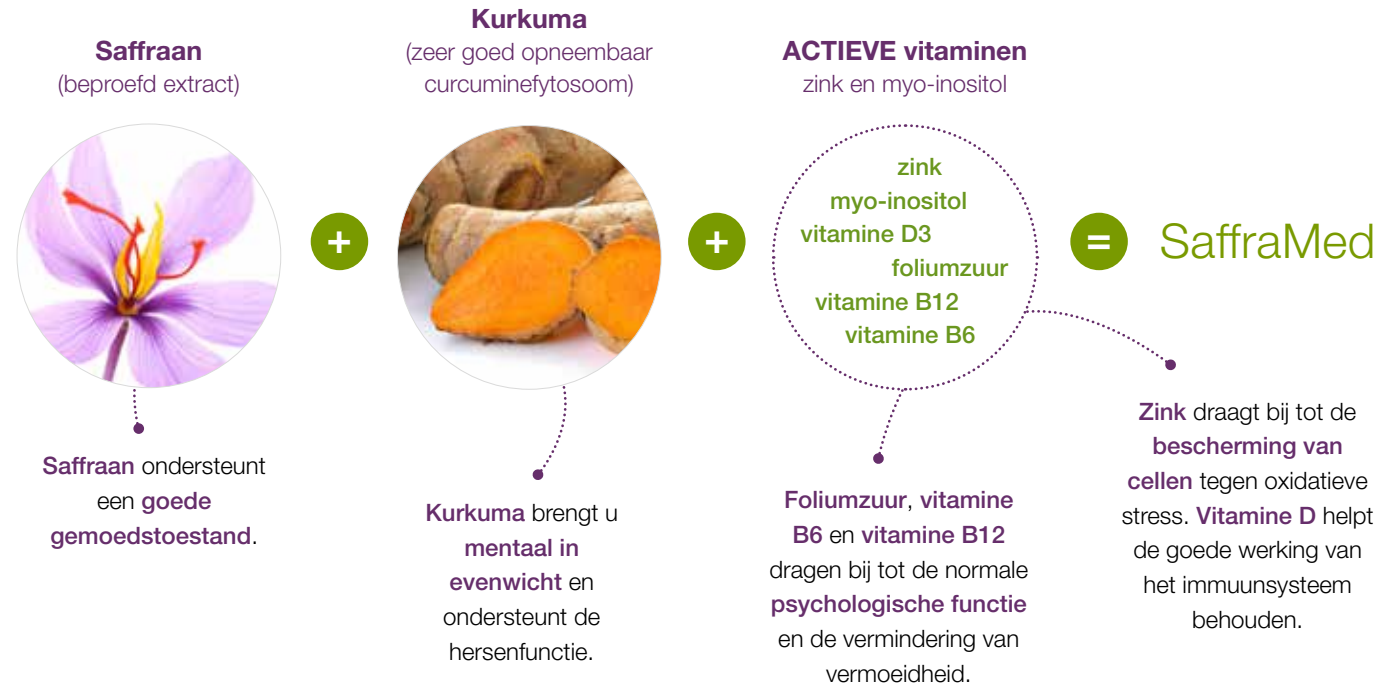 Saffraan
(beproefd extract)
Kurkuma
(zeer goed opneembaar
curcuminefytosoom)
ACTIEVE vitaminen
zink en myo-inositol
+
+
zink
myo-inositol
vitamine D3
foliumzuur
vitamine B12
vitamine B6
=
SaffraMed
Saffraan ondersteunt
een goede
gemoedstoestand.
Kurkuma brengt u
mentaal in
evenwicht en
ondersteunt de
hersenfunctie.
Foliumzuur, vitamine
B6 en vitamine B12
dragen bij tot de normale
psychologische functie
en de vermindering van
vermoeidheid.
Zink draagt bij tot de
bescherming van
cellen tegen oxidatieve
stress. Vitamine D helpt
de goede werking van
het immuunsysteem
behouden.